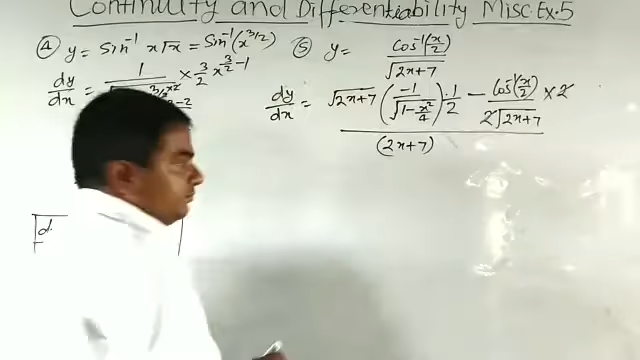 Continuity and Differentiability Misc. Ex. 5
④ y = Sin⁻¹ x√x = Sin⁻¹(x^{3/2})
dy/dx = 1/√ × 3/2 x^{3/2 - 1}
⑤ y = cos⁻¹(x/2)/√(2x+7)
dy/dx = [√(2x+7) (-1/√(1-x²/4)) · 1/2 - cos⁻¹(x/2)/(2√(2x+7)) × 2]/(2x+7)
d.